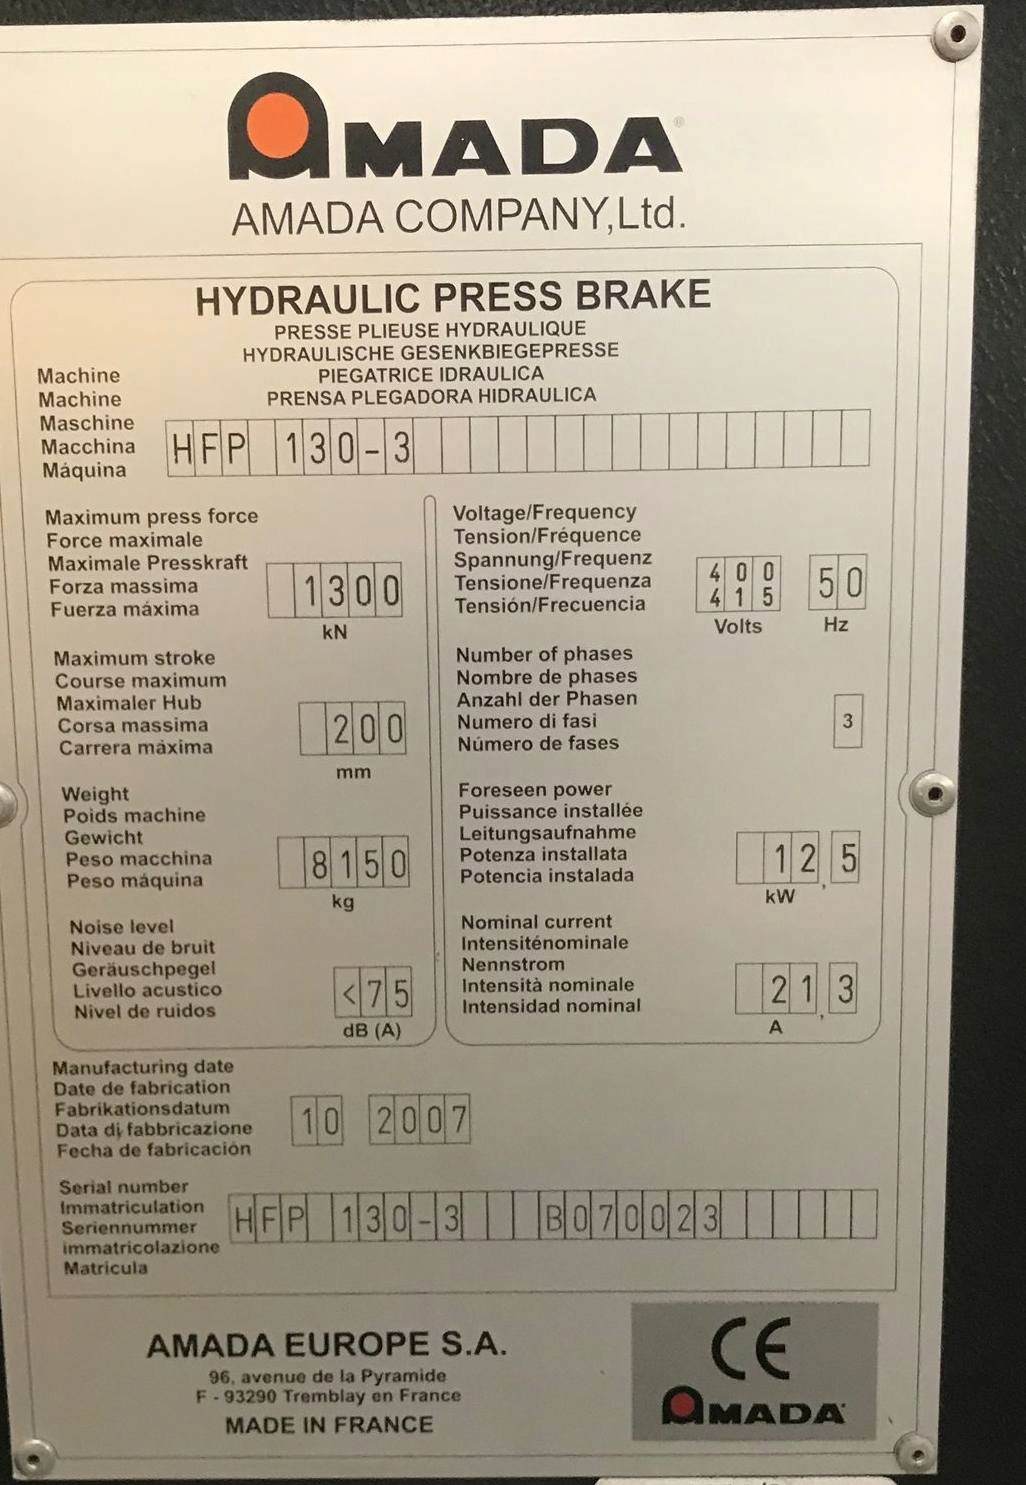 AMADA
AMADA COMPANY,Ltd.
HYDRAULIC PRESS BRAKE
PRESSE PLIEUSE HYDRAULIQUE
HYDRAULISCHE GESENKBIEGEPRESSE
PIEGATRICE IDRAULICA
PRENSA PLEGADORA HIDRAULICA
Machine
Machine
Maschine
Macchina
Máquina
HFP 130-3
Maximum press force
Force maximale
Maximale Presskraft
Forza massima
Fuerza máxima
1300
kN
Maximum stroke
Course maximum
Maximaler Hub
Corsa massima
Carrera máxima
200
mm
Weight
Poids machine
Gewicht
Peso macchina
Peso máquina
8150
kg
Noise level
Niveau de bruit
Geräuschpegel
Livello acustico
Nivel de ruidos
<75
dB (A)
Voltage/Frequency
Tension/Fréquence
Spannung/Frequenz
Tensione/Frequenza
Tensión/Frecuencia
400
415
Volts
50
Hz
Number of phases
Nombre de phases
Anzahl der Phasen
Numero di fasi
Número de fases
3
Foreseen power
Puissance installée
Leitungsaufnahme
Potenza installata
Potencia instalada
12,5
kW
Nominal current
Intensiténominale
Nennstrom
Intensità nominale
Intensidad nominal
21,3
A
Manufacturing date
Date de fabrication
Fabrikationsdatum
Data di fabbricazione
Fecha de fabricación
10 2007
Serial number
Immatriculation
Seriennummer
immatricolazione
Matricula
HFP 130-3 B070023
AMADA EUROPE S.A.
96, avenue de la Pyramide
F - 93290 Tremblay en France
MADE IN FRANCE
CE
AMADA